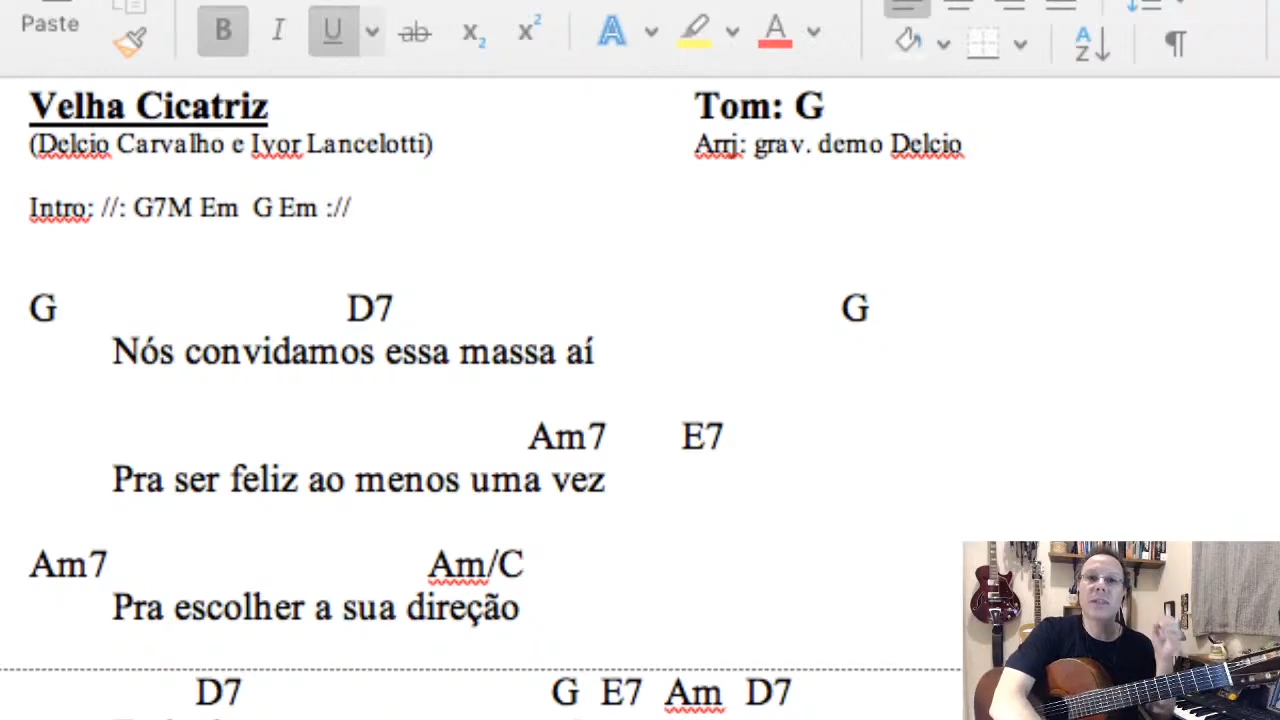 Paste
B I U ab x2 x2 A A
A Z ¶
Velha Cicatriz Tom: G
(Delcio Carvalho e Ivor Lancelotti) Arrj: grav. demo Delcio
Intro: //: G7M Em G Em ://
G D7 G
Nós convidamos essa massa aí
Am7 E7
Pra ser feliz ao menos uma vez
Am7 Am/C
Pra escolher a sua direção
D7 G E7 Am D7